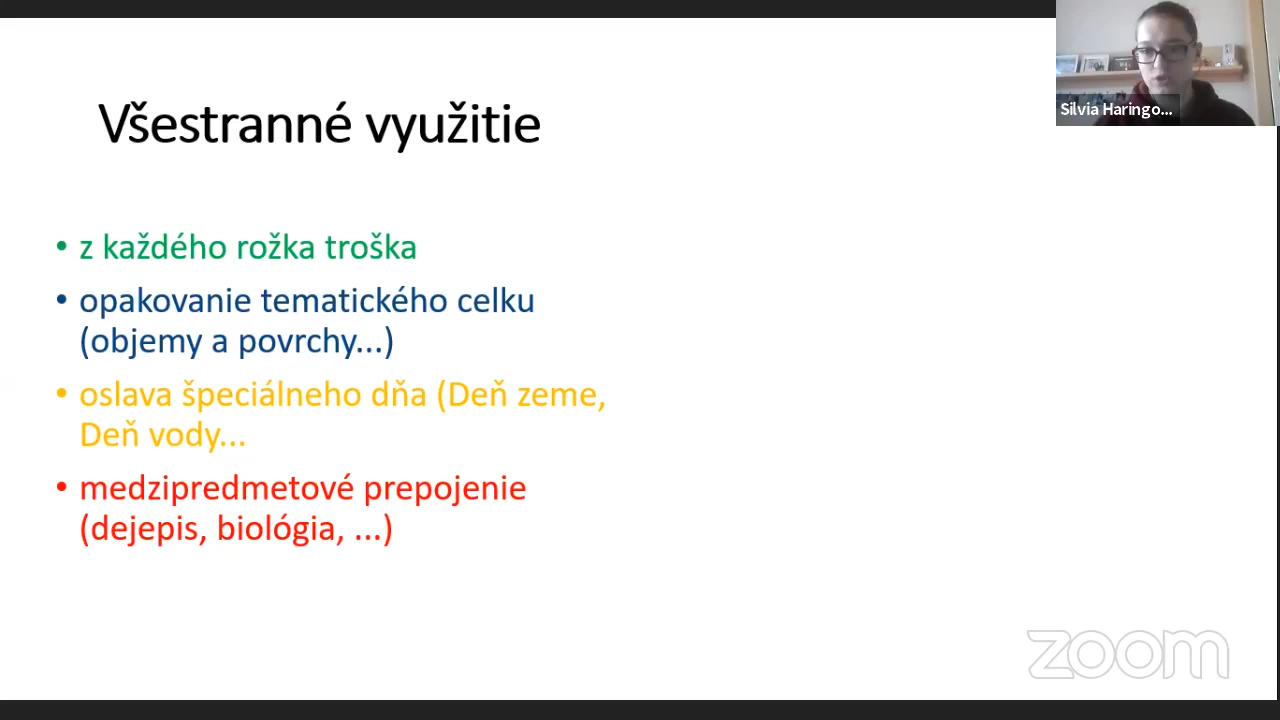 Všestranné využitie
Silvia Haringo...
• z každého rožka troška
• opakovanie tematického celku
(objemy a povrchy...)
• oslava špeciálneho dňa (Deň zeme,
Deň vody...
• medzipredmetové prepojenie
(dejepis, biológia, ...)
zoom